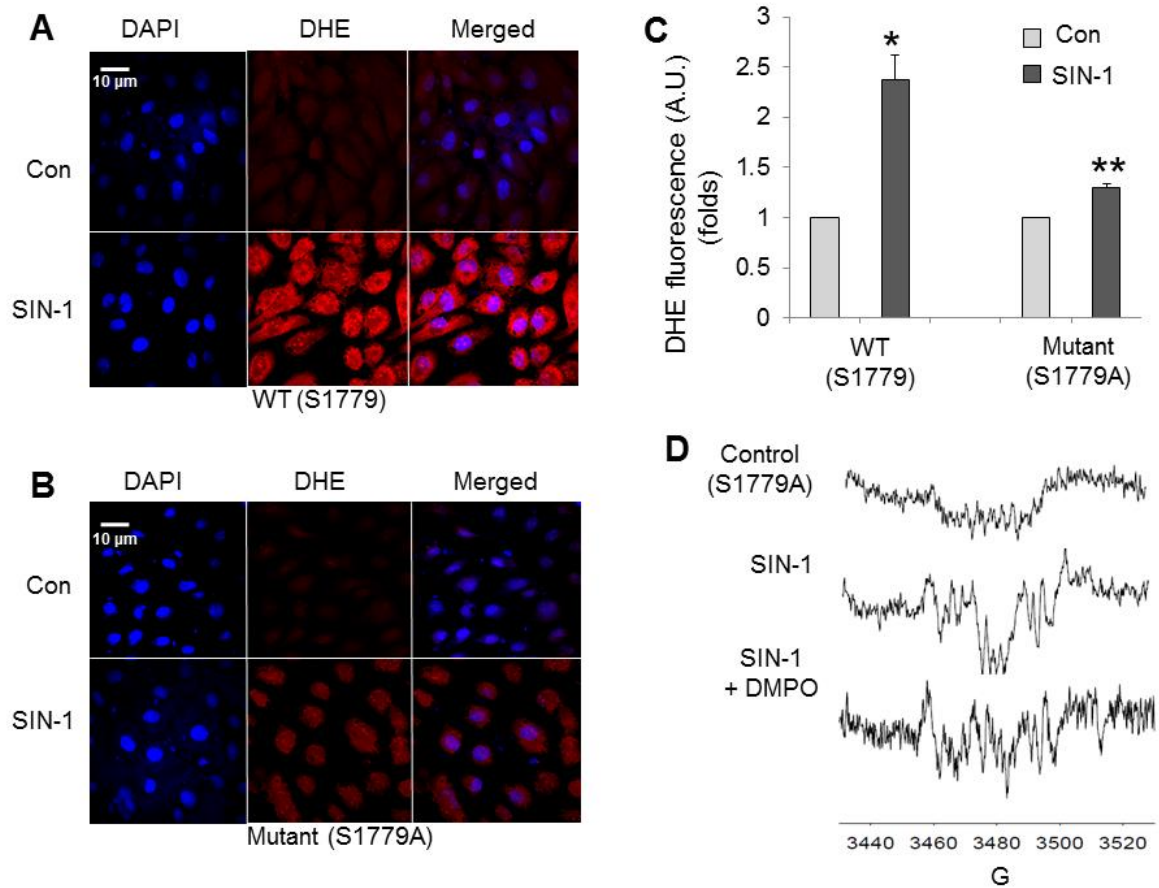 A
DAPI DHE Merged
10 µm
Con
SIN-1
WT (S1779)
B
DAPI DHE Merged
10 µm
Con
SIN-1
Mutant (S1779A)
C
DHE fluorescence (A.U.)
(folds)
3
2.5
2
1.5
1
0.5
0
*
**
Con
SIN-1
WT
(S1779)
Mutant
(S1779A)
D
Control
(S1779A)
SIN-1
SIN-1
+ DMPO
3440 3460 3480 3500 3520
G